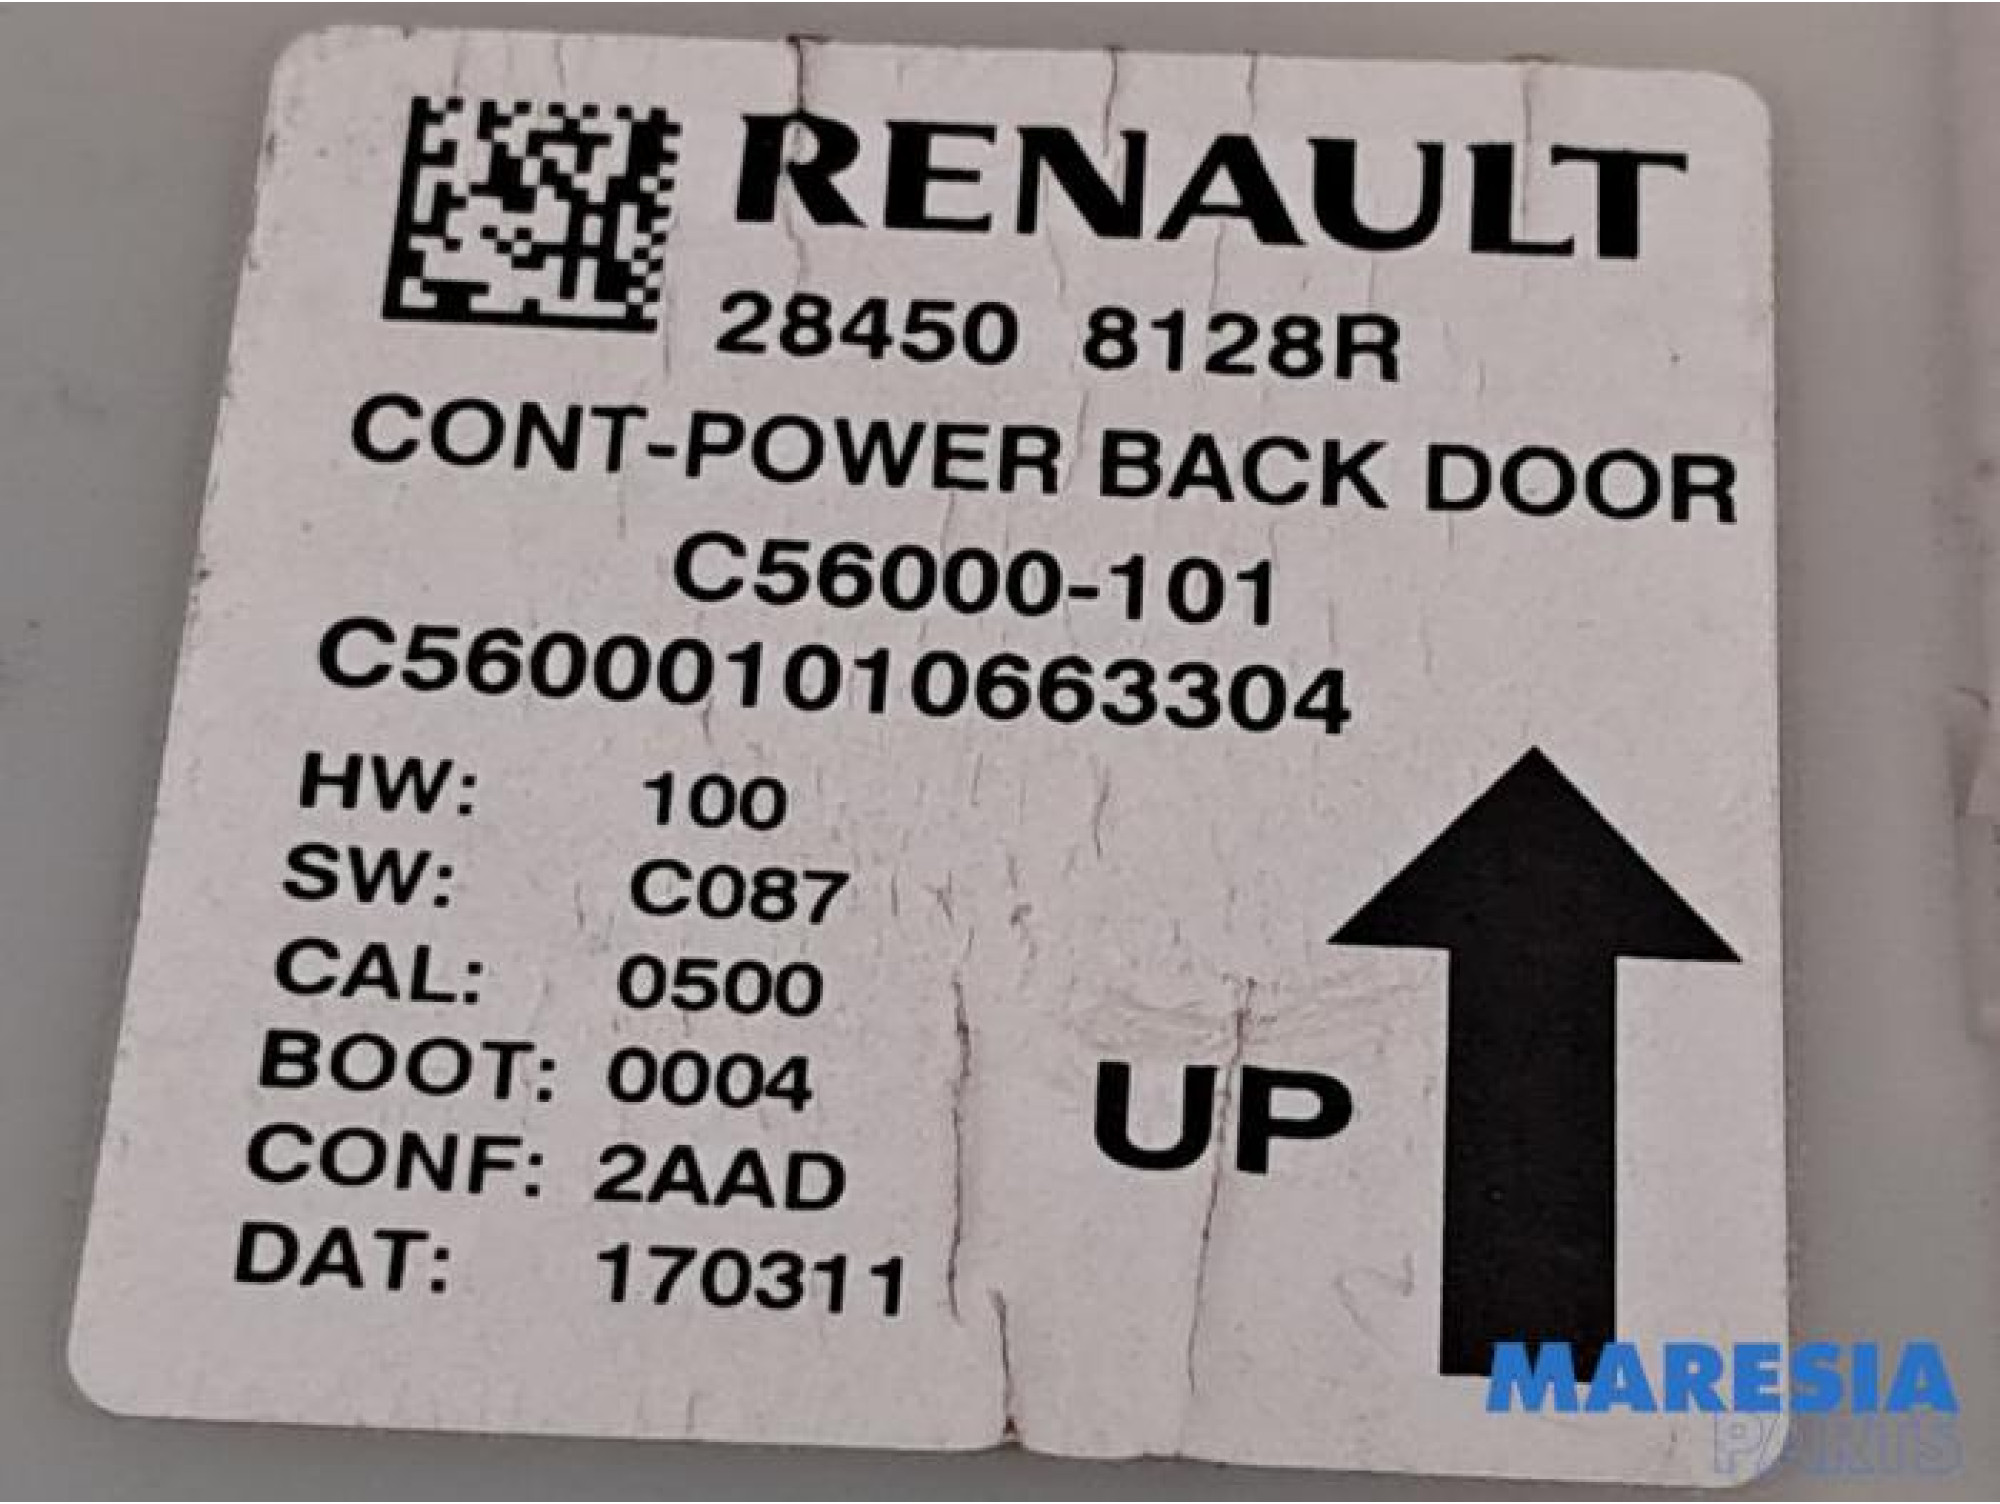 RENAULT
28450 8128R
CONT-POWER BACK DOOR
C56000-101
C560001010663304
HW: 100
SW: C087
CAL: 0500
BOOT: 0004
CONF: 2AAD
DAT: 170311
UP
MARESIA
PARTS